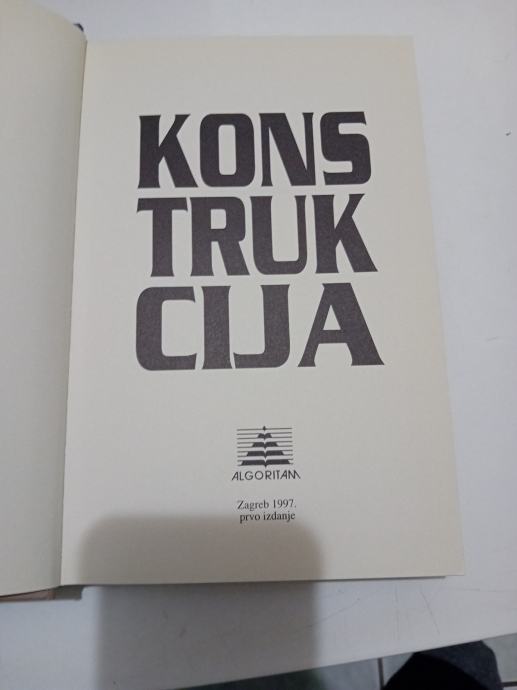 KONS
TRUK
CIJA
ALGORITAM
Zagreb 1997.
prvo izdanje